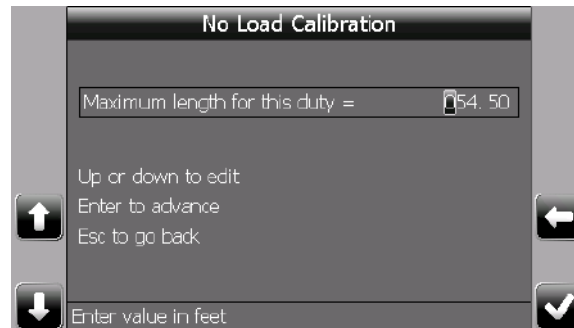 No Load Calibration
Maximum length for this duty = 054. 50
Up or down to edit
Enter to advance
Esc to go back
Enter value in feet